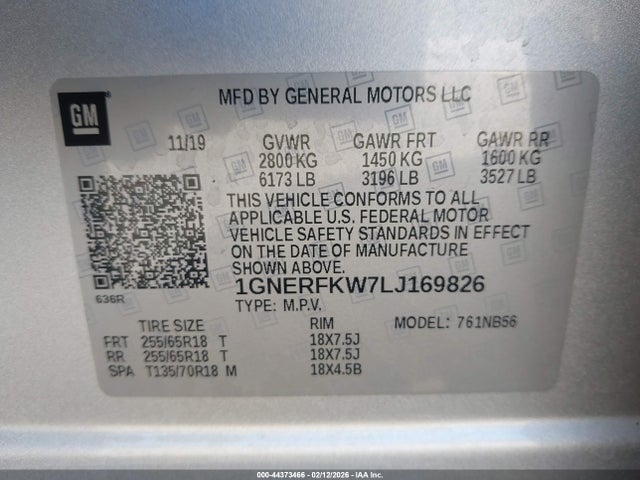 GM
MFD BY GENERAL MOTORS LLC
11/19 GVWR GAWR FRT GAWR RR
2800 KG 1450 KG 1600 KG
6173 LB 3196 LB 3527 LB
THIS VEHICLE CONFORMS TO ALL
APPLICABLE U.S. FEDERAL MOTOR
VEHICLE SAFETY STANDARDS IN EFFECT
ON THE DATE OF MANUFACTURE
SHOWN ABOVE.
636R 1GNERFKW7LJ169826
TYPE: M.P.V.
TIRE SIZE RIM MODEL: 761NB56
FRT 255/65R18 T 18X7.5J
RR 255/65R18 T 18X7.5J
SPA T135/70R18 M 18X4.5B
000-44373466 - 02/12/2026 - IAA Inc.